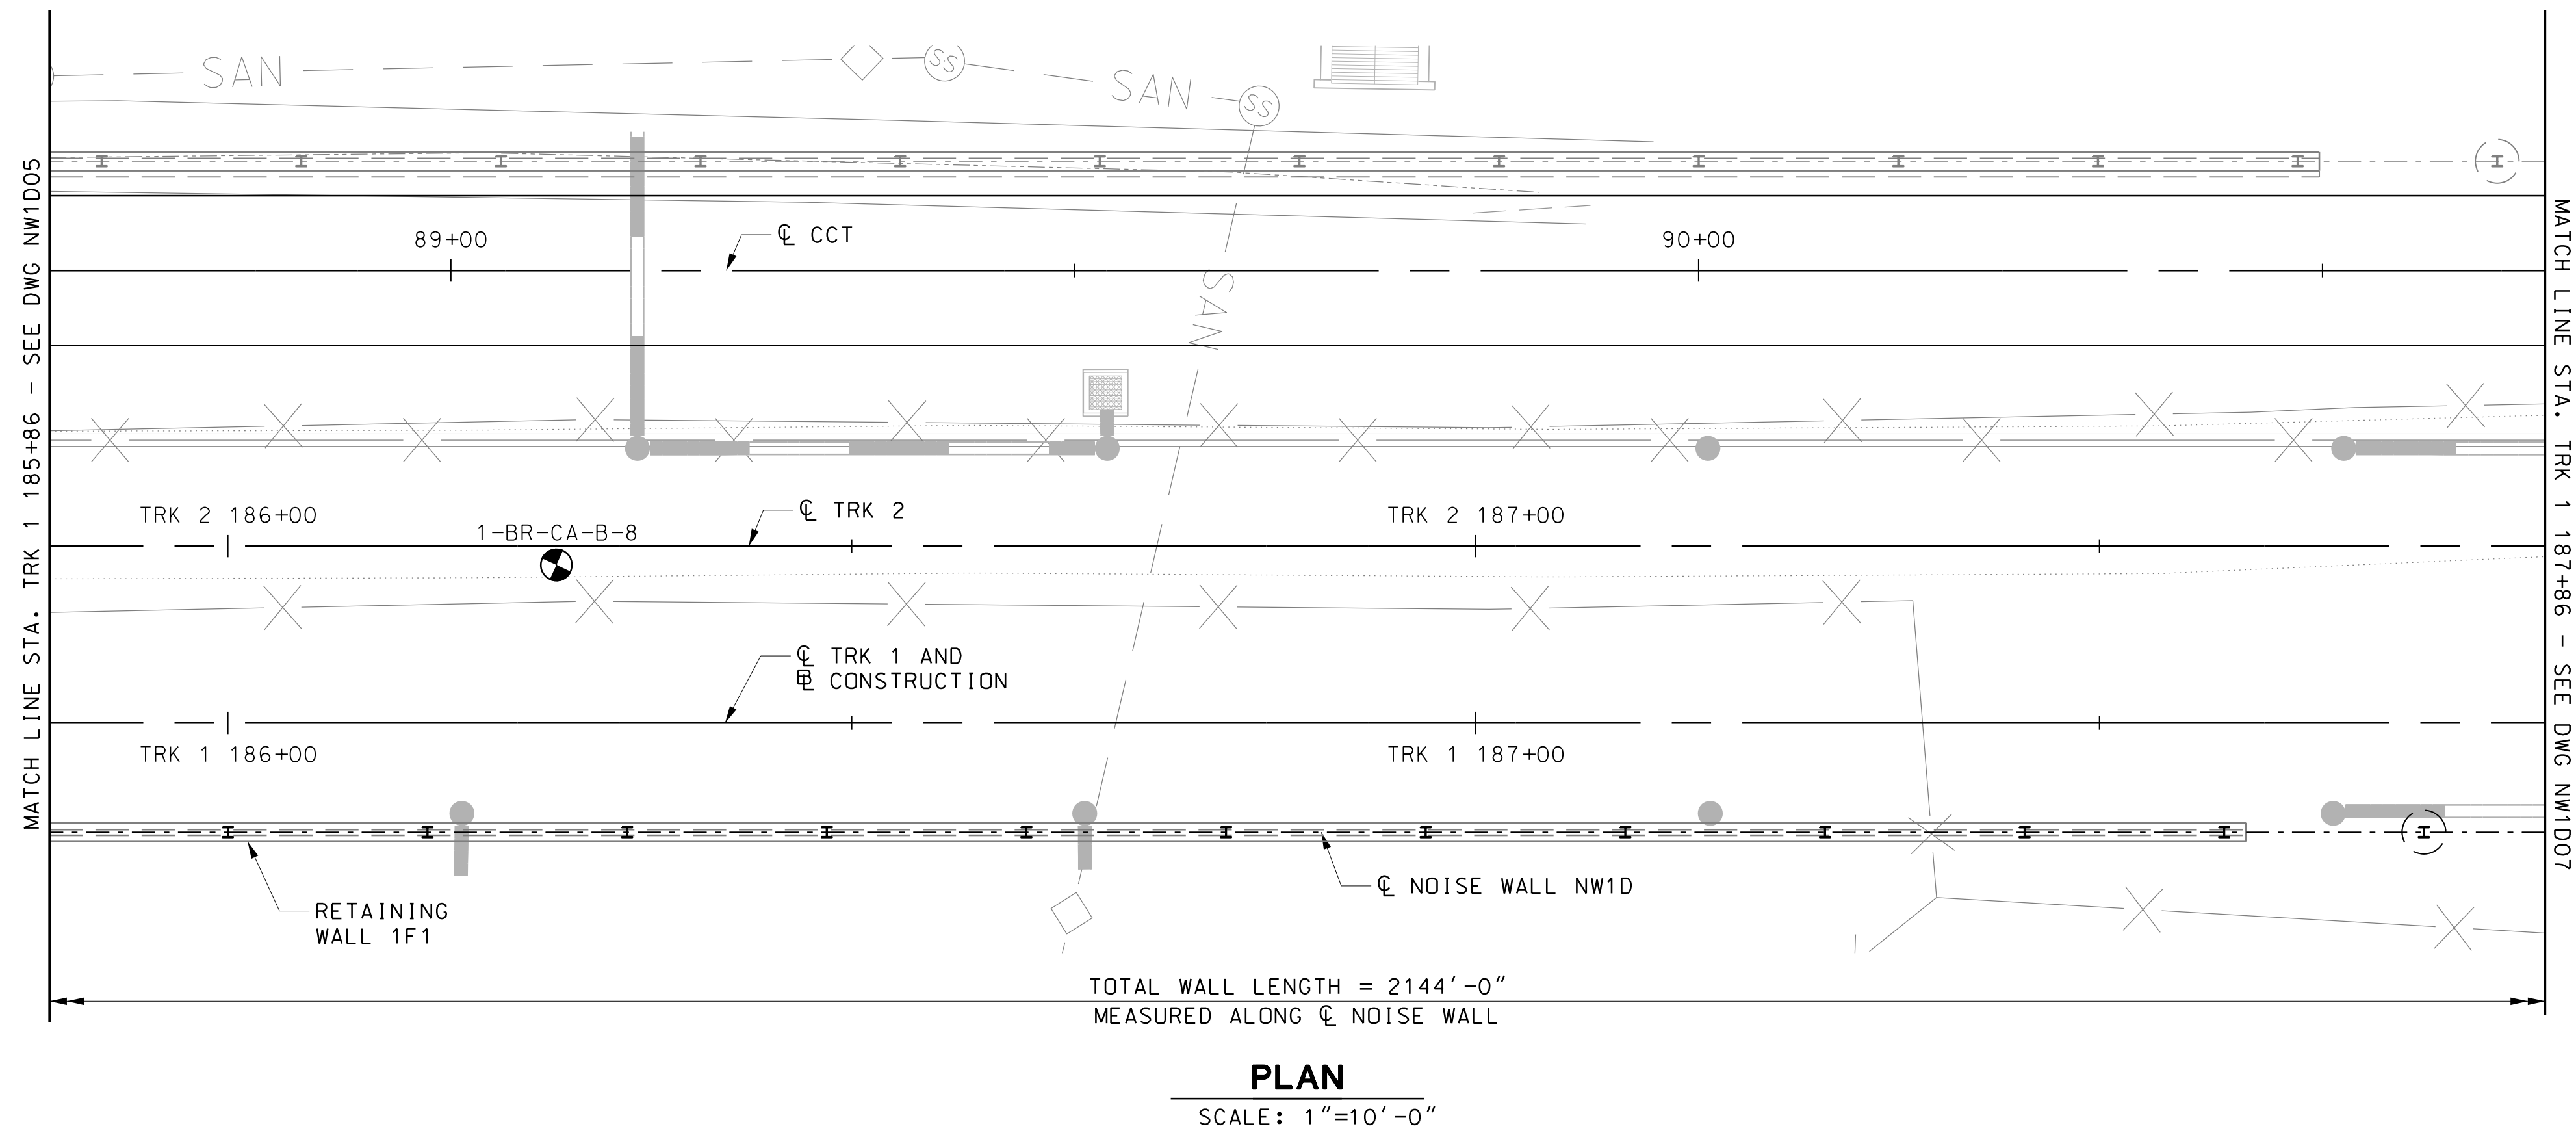 SAN
SS
SAN
SS
89+00
℄ CCT
90+00
SAN
MATCH LINE STA. TRK 1 185+86 - SEE DWG NW1D05
MATCH LINE STA. TRK 1 187+86 - SEE DWG NW1D07
TRK 2 186+00
1-BR-CA-B-8
℄ TRK 2
TRK 2 187+00
℄ TRK 1 AND
BL CONSTRUCTION
TRK 1 186+00
TRK 1 187+00
℄ NOISE WALL NW1D
RETAINING
WALL 1F1
TOTAL WALL LENGTH = 2144'-0"
MEASURED ALONG ℄ NOISE WALL
PLAN
SCALE: 1"=10'-0"